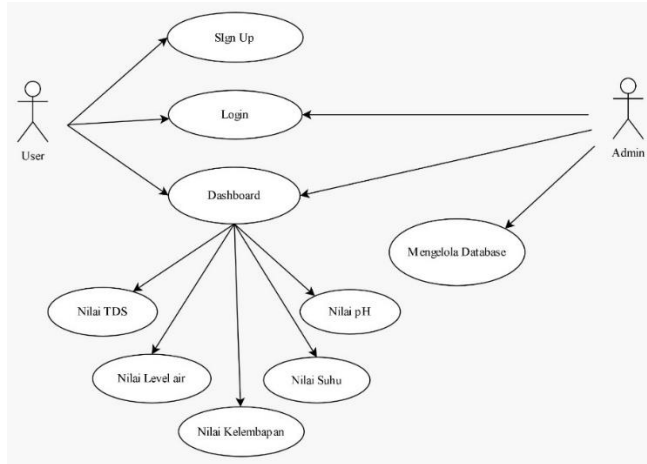 SIgn Up
Login
User
Admin
Dashboard
Mengelola Database
Nilai TDS
Nilai pH
Nilai Level air
Nilai Suhu
Nilai Kelembapan